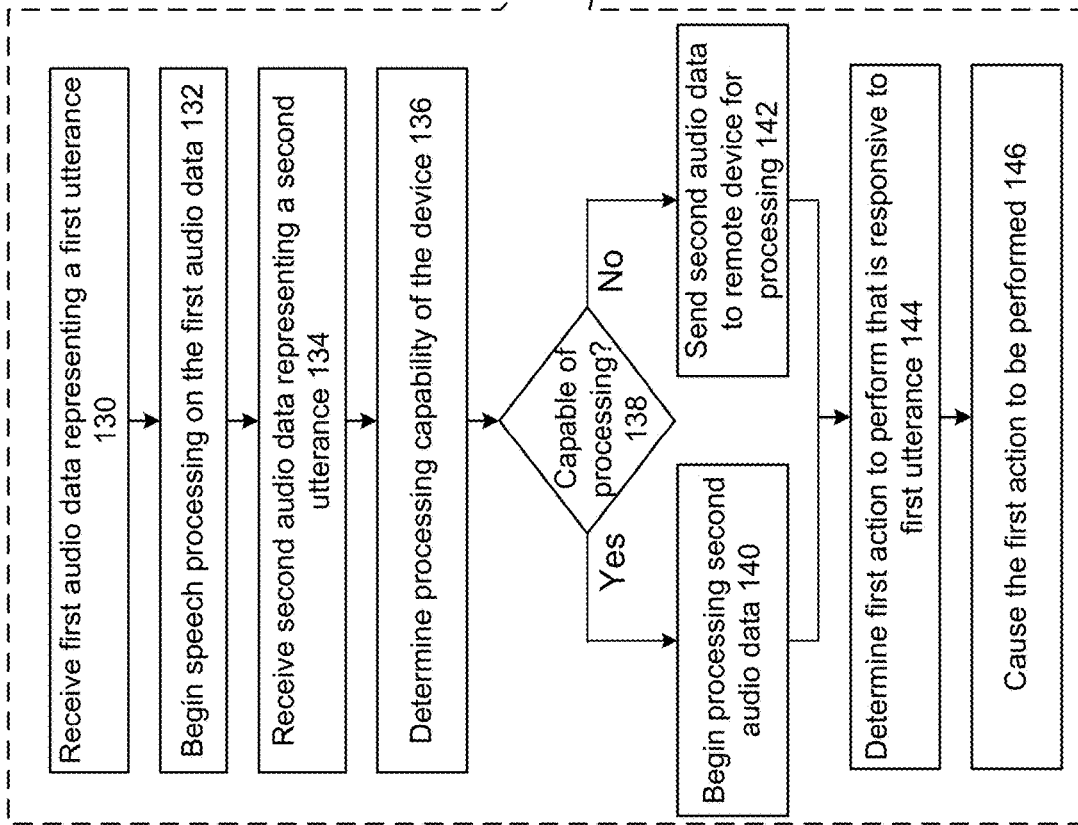 Receive first audio data representing a first utterance
130
Begin speech processing on the first audio data 132
Receive second audio data representing a second
utterance 134
Determine processing capability of the device 136
Capable of
processing?
138
Yes
No
Begin processing second
audio data 140
Send second audio data
to remote device for
processing 142
Determine first action to perform that is responsive to
first utterance 144
Cause the first action to be performed 146